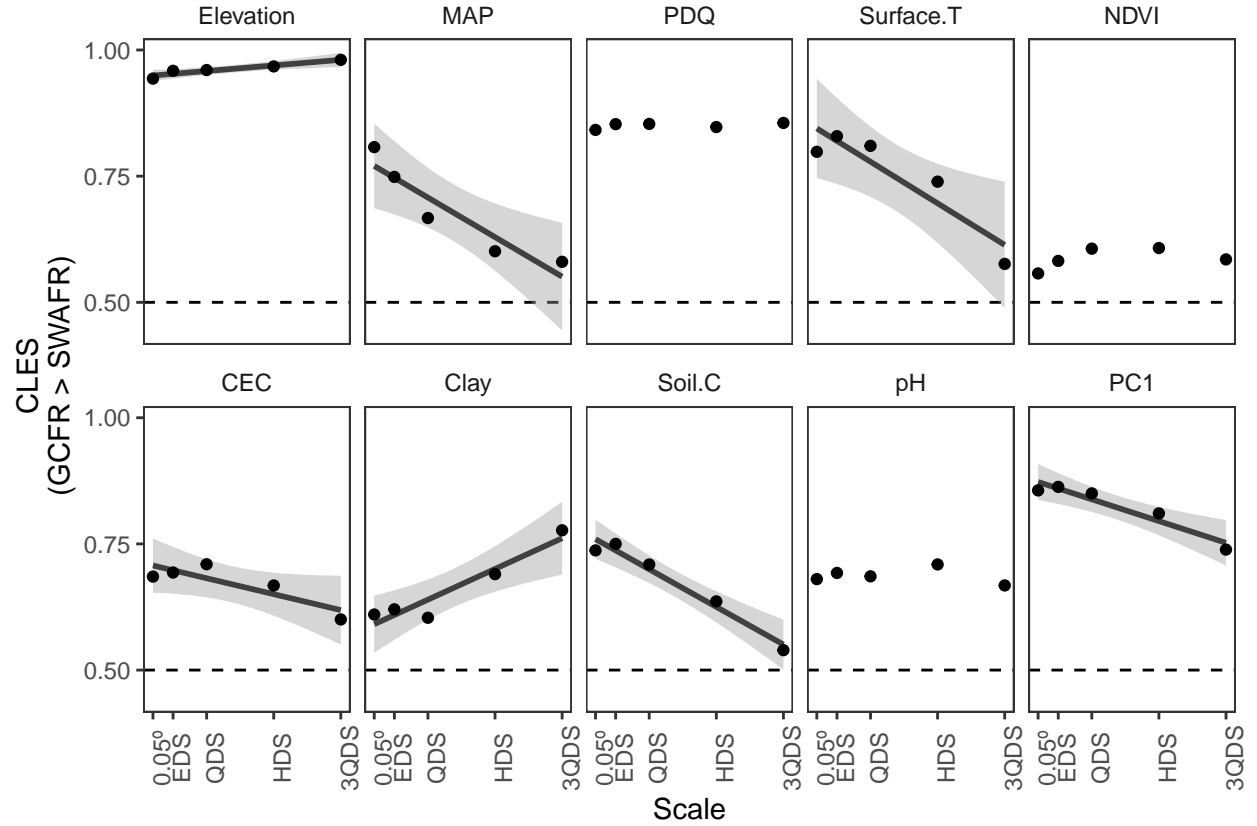 Elevation MAP PDQ Surface.T NDVI
1.00
0.75
0.50
CEC Clay Soil.C pH PC1
1.00
0.75
0.50
CLES
(GCFR > SWAFR)
0.05º EDS QDS HDS 3QDS 0.05º EDS QDS HDS 3QDS 0.05º EDS QDS HDS 3QDS 0.05º EDS QDS HDS 3QDS 0.05º EDS QDS HDS 3QDS
Scale